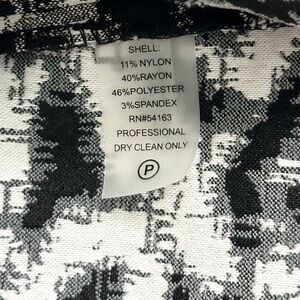 SHELL:
11% NYLON
40%RAYON
46%POLYESTER
3%SPANDEX
RN#54163
PROFESSIONAL
DRY CLEAN ONLY
P